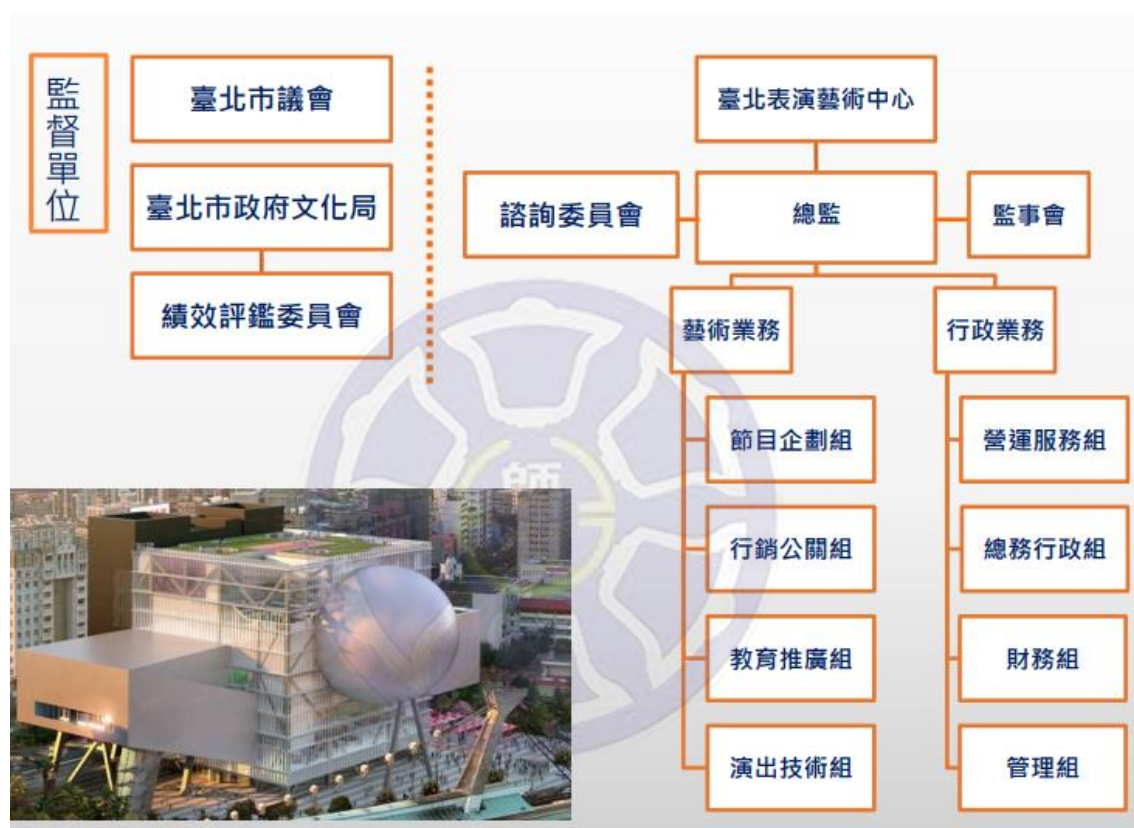 監督單位
臺北市議會
臺北市政府文化局
績效評鑑委員會
臺北表演藝術中心
諮詢委員會
總監
監事會
藝術業務
行政業務
節目企劃組
行銷公關組
教育推廣組
演出技術組
營運服務組
總務行政組
財務組
管理組
師